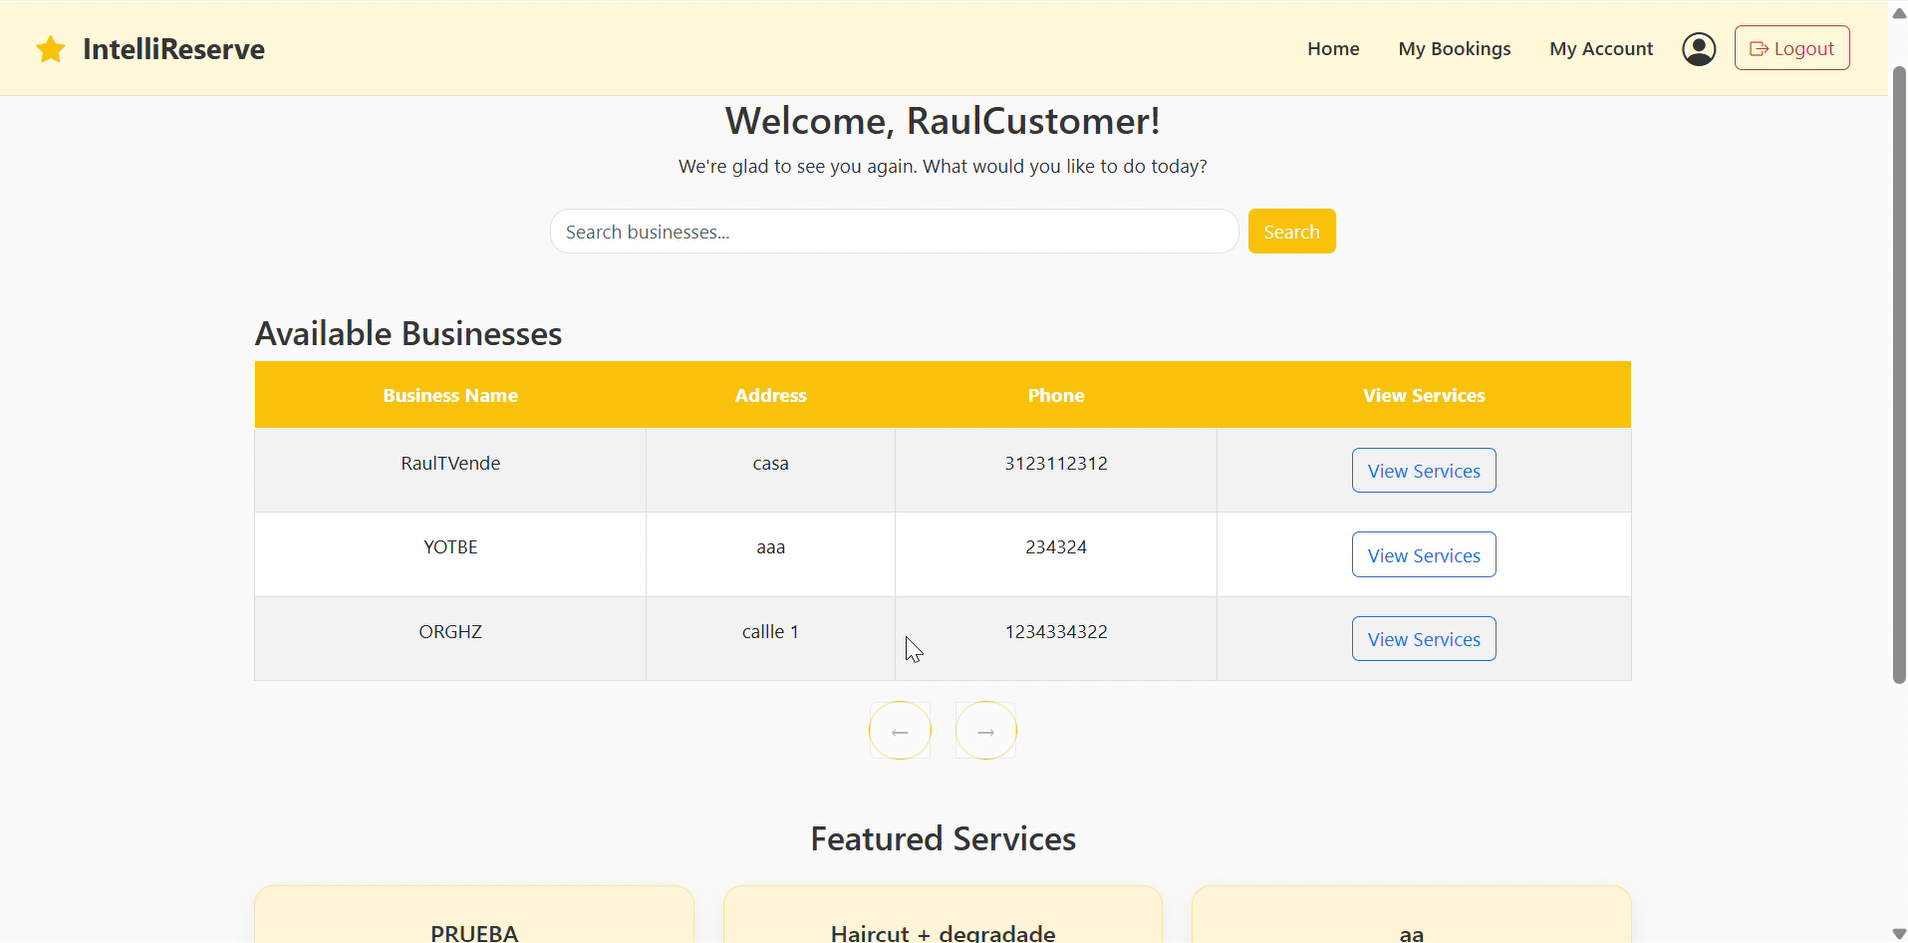 IntelliReserve
Home
My Bookings
My Account
Logout
Welcome, RaulCustomer!
We're glad to see you again. What would you like to do today?
Search businesses...
Search
Available Businesses
Business Name Address Phone View Services
RaulTVende casa 3123112312 View Services
YOTBE aaa 234324 View Services
ORGHZ callle 1 1234334322 View Services
← →
Featured Services
PRUEBA
Haircut + degradade
aa